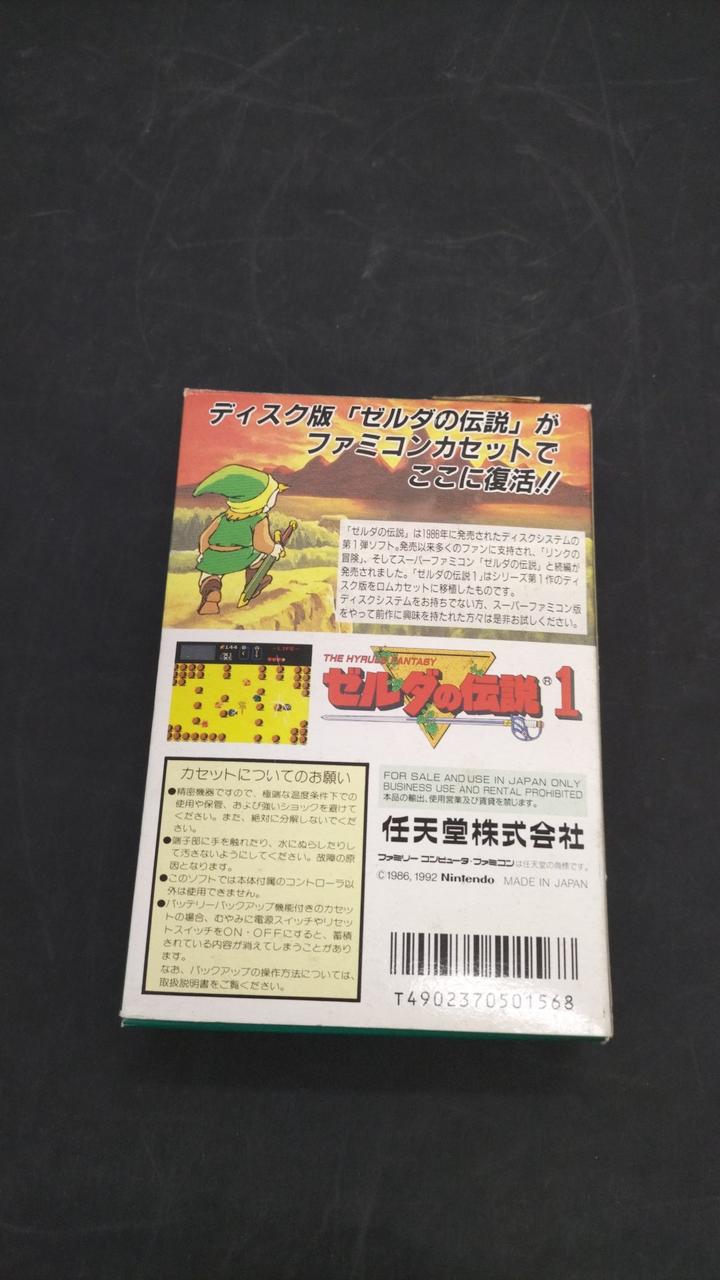 ディスク版「ゼルダの伝説」が
ファミコンカセットで
ここに復活!!
「ゼルダの伝説」は1986年に発売されたディスクシステムの
第1弾ソフト。発売以来多くのファンに支持され、「リンクの
冒険」、そしてスーパーファミコン「ゼルダの伝説」と続編が
発売されました。「ゼルダの伝説1」はシリーズ第1作のディ
スク版をロムカセットに移植したものです。
ディスクシステムをお持ちでない方、スーパーファミコン版
をやって前作に興味を持たれた方々は是非お試しください。
-LIFE-
THE HYRULE FANTASY
ゼルダの伝説®1
カセットについてのお願い
●精密機器ですので、極端な温度条件下での
使用や保管、および強いショックを避けて
ください。また、絶対に分解しないでくだ
さい。
●端子部に手を触れたり、水にぬらしたりし
て汚さないようにしてください。故障の原
因となります。
●このソフトでは本体付属のコントローラ以
外は使用できません。
●バッテリーバックアップ機能付きのカセッ
トの場合、むやみに電源スイッチやリセッ
トスイッチをON・OFFにすると、蓄積
されている内容が消えてしまうことがあり
ます。
なお、バックアップの操作方法については、
取扱説明書をご覧ください。
FOR SALE AND USE IN JAPAN ONLY
BUSINESS USE AND RENTAL PROHIBITED
本品の輸出、使用営業及び賃貸を禁じます。
任天堂株式会社
ファミリーコンピュータ・ファミコンは任天堂の商標です。
©1986, 1992 Nintendo MADE IN JAPAN
T4902370501568